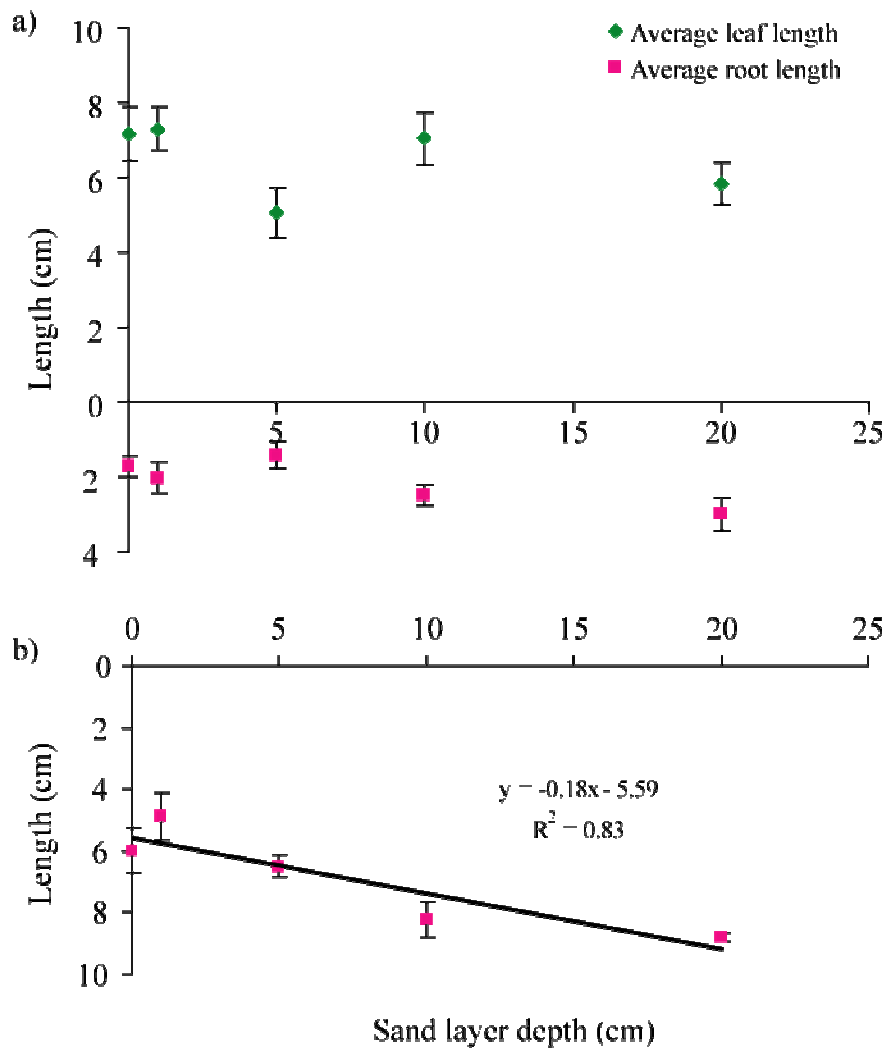 a)
10
8
6
4
2
0
2
4
Length (cm)
Average leaf length
Average root length
5 10 15 20 25
b)
0 5 10 15 20 25
0
2
4
6
8
10
Length (cm)
y = -0.18x - 5.59
R² = 0.83
Sand layer depth (cm)